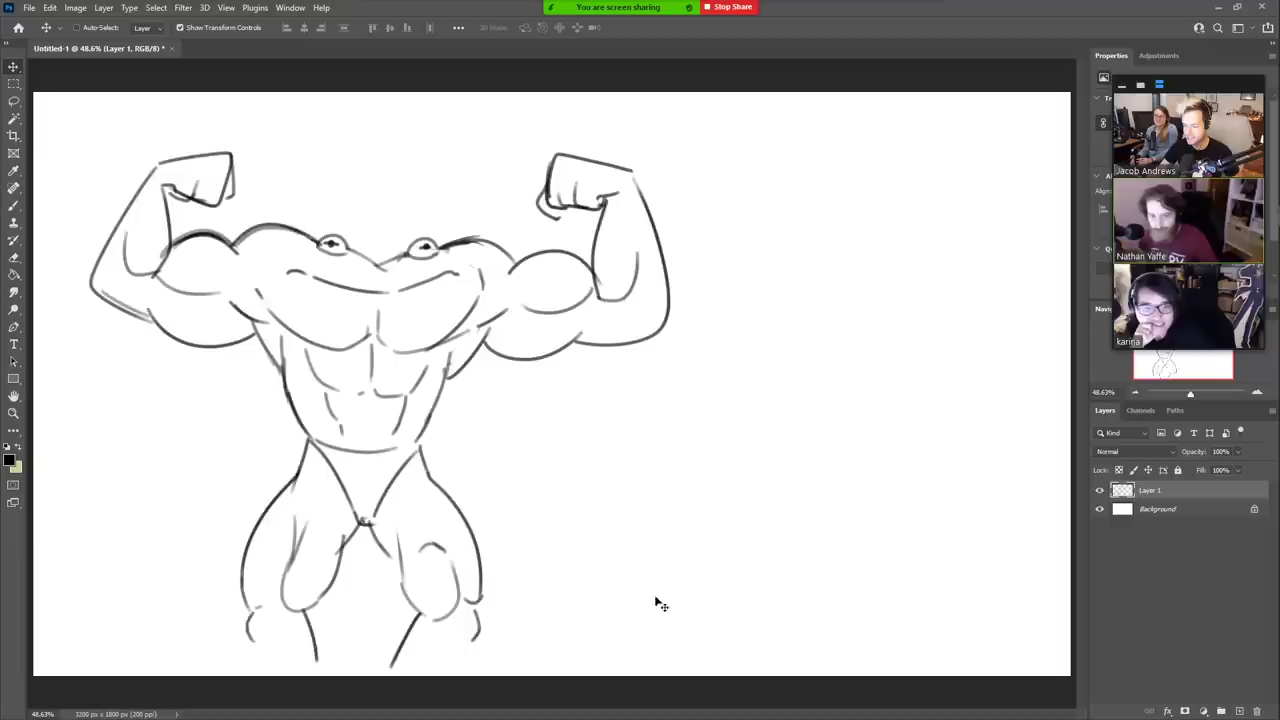 File Edit Image Layer Type Select Filter 3D View Plugins Window Help
You are screen sharing
Stop Share
Auto-Select: Layer Show Transform Controls 3D Mode:
Untitled-1 @ 48.6% (Layer 1, RGB/8) *
Properties Adjustments
Jacob Andrews
Nathan Yaffe
karina
48.63%
Layers Channels Paths
Kind
Normal Opacity: 100%
Lock: Fill: 100%
Layer 1
Background
48.63% 3200 px x 1800 px (200 ppi)